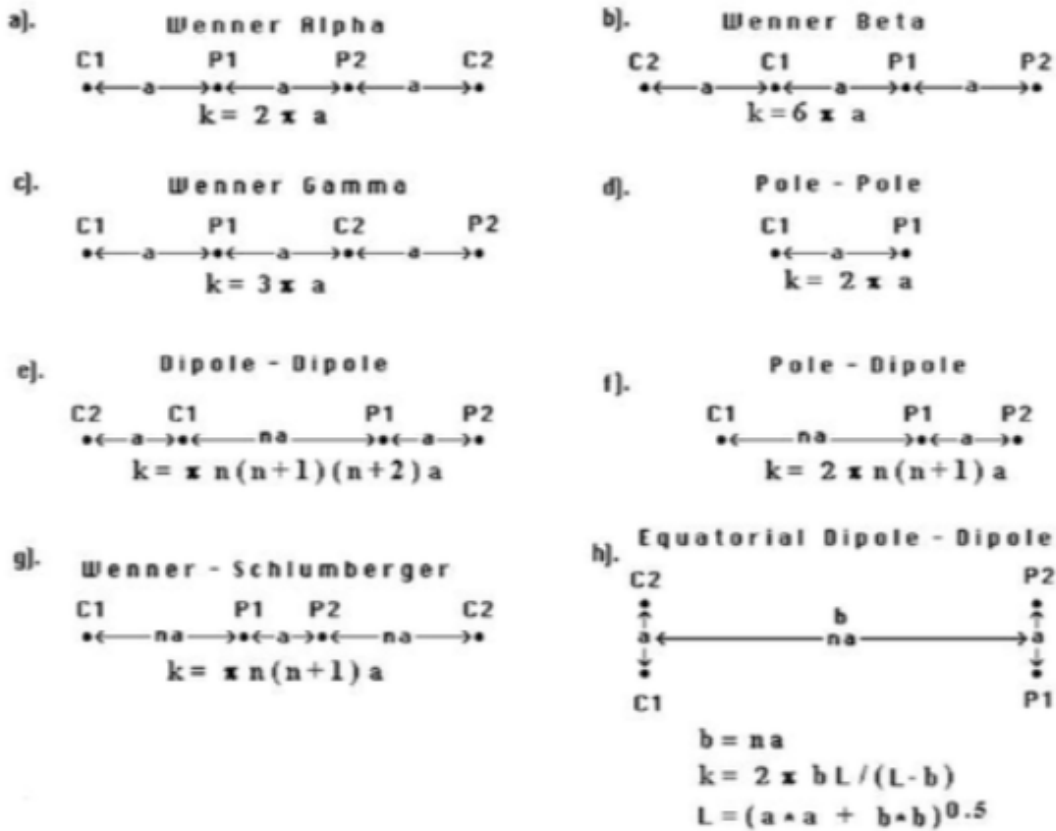 a). Wenner Alpha
C1 P1 P2 C2
a a a
k= 2 π a
b). Wenner Beta
C2 C1 P1 P2
a a a
k=6 π a
c). Wenner Gamma
C1 P1 C2 P2
a a a
k= 3 π a
d). Pole - Pole
C1 P1
a
k= 2 π a
e). Dipole - Dipole
C2 C1 P1 P2
a na a
k= π n(n+1)(n+2)a
f). Pole - Dipole
C1 P1 P2
na a
k= 2 π n(n+1)a
g). Wenner - Schlumberger
C1 P1 P2 C2
na a na
k= π n(n+1)a
h). Equatorial Dipole - Dipole
C2 P2
b
a na a
C1 P1
b = na
k= 2 π bL/(L-b)
L=(a*a + b*b)0.5